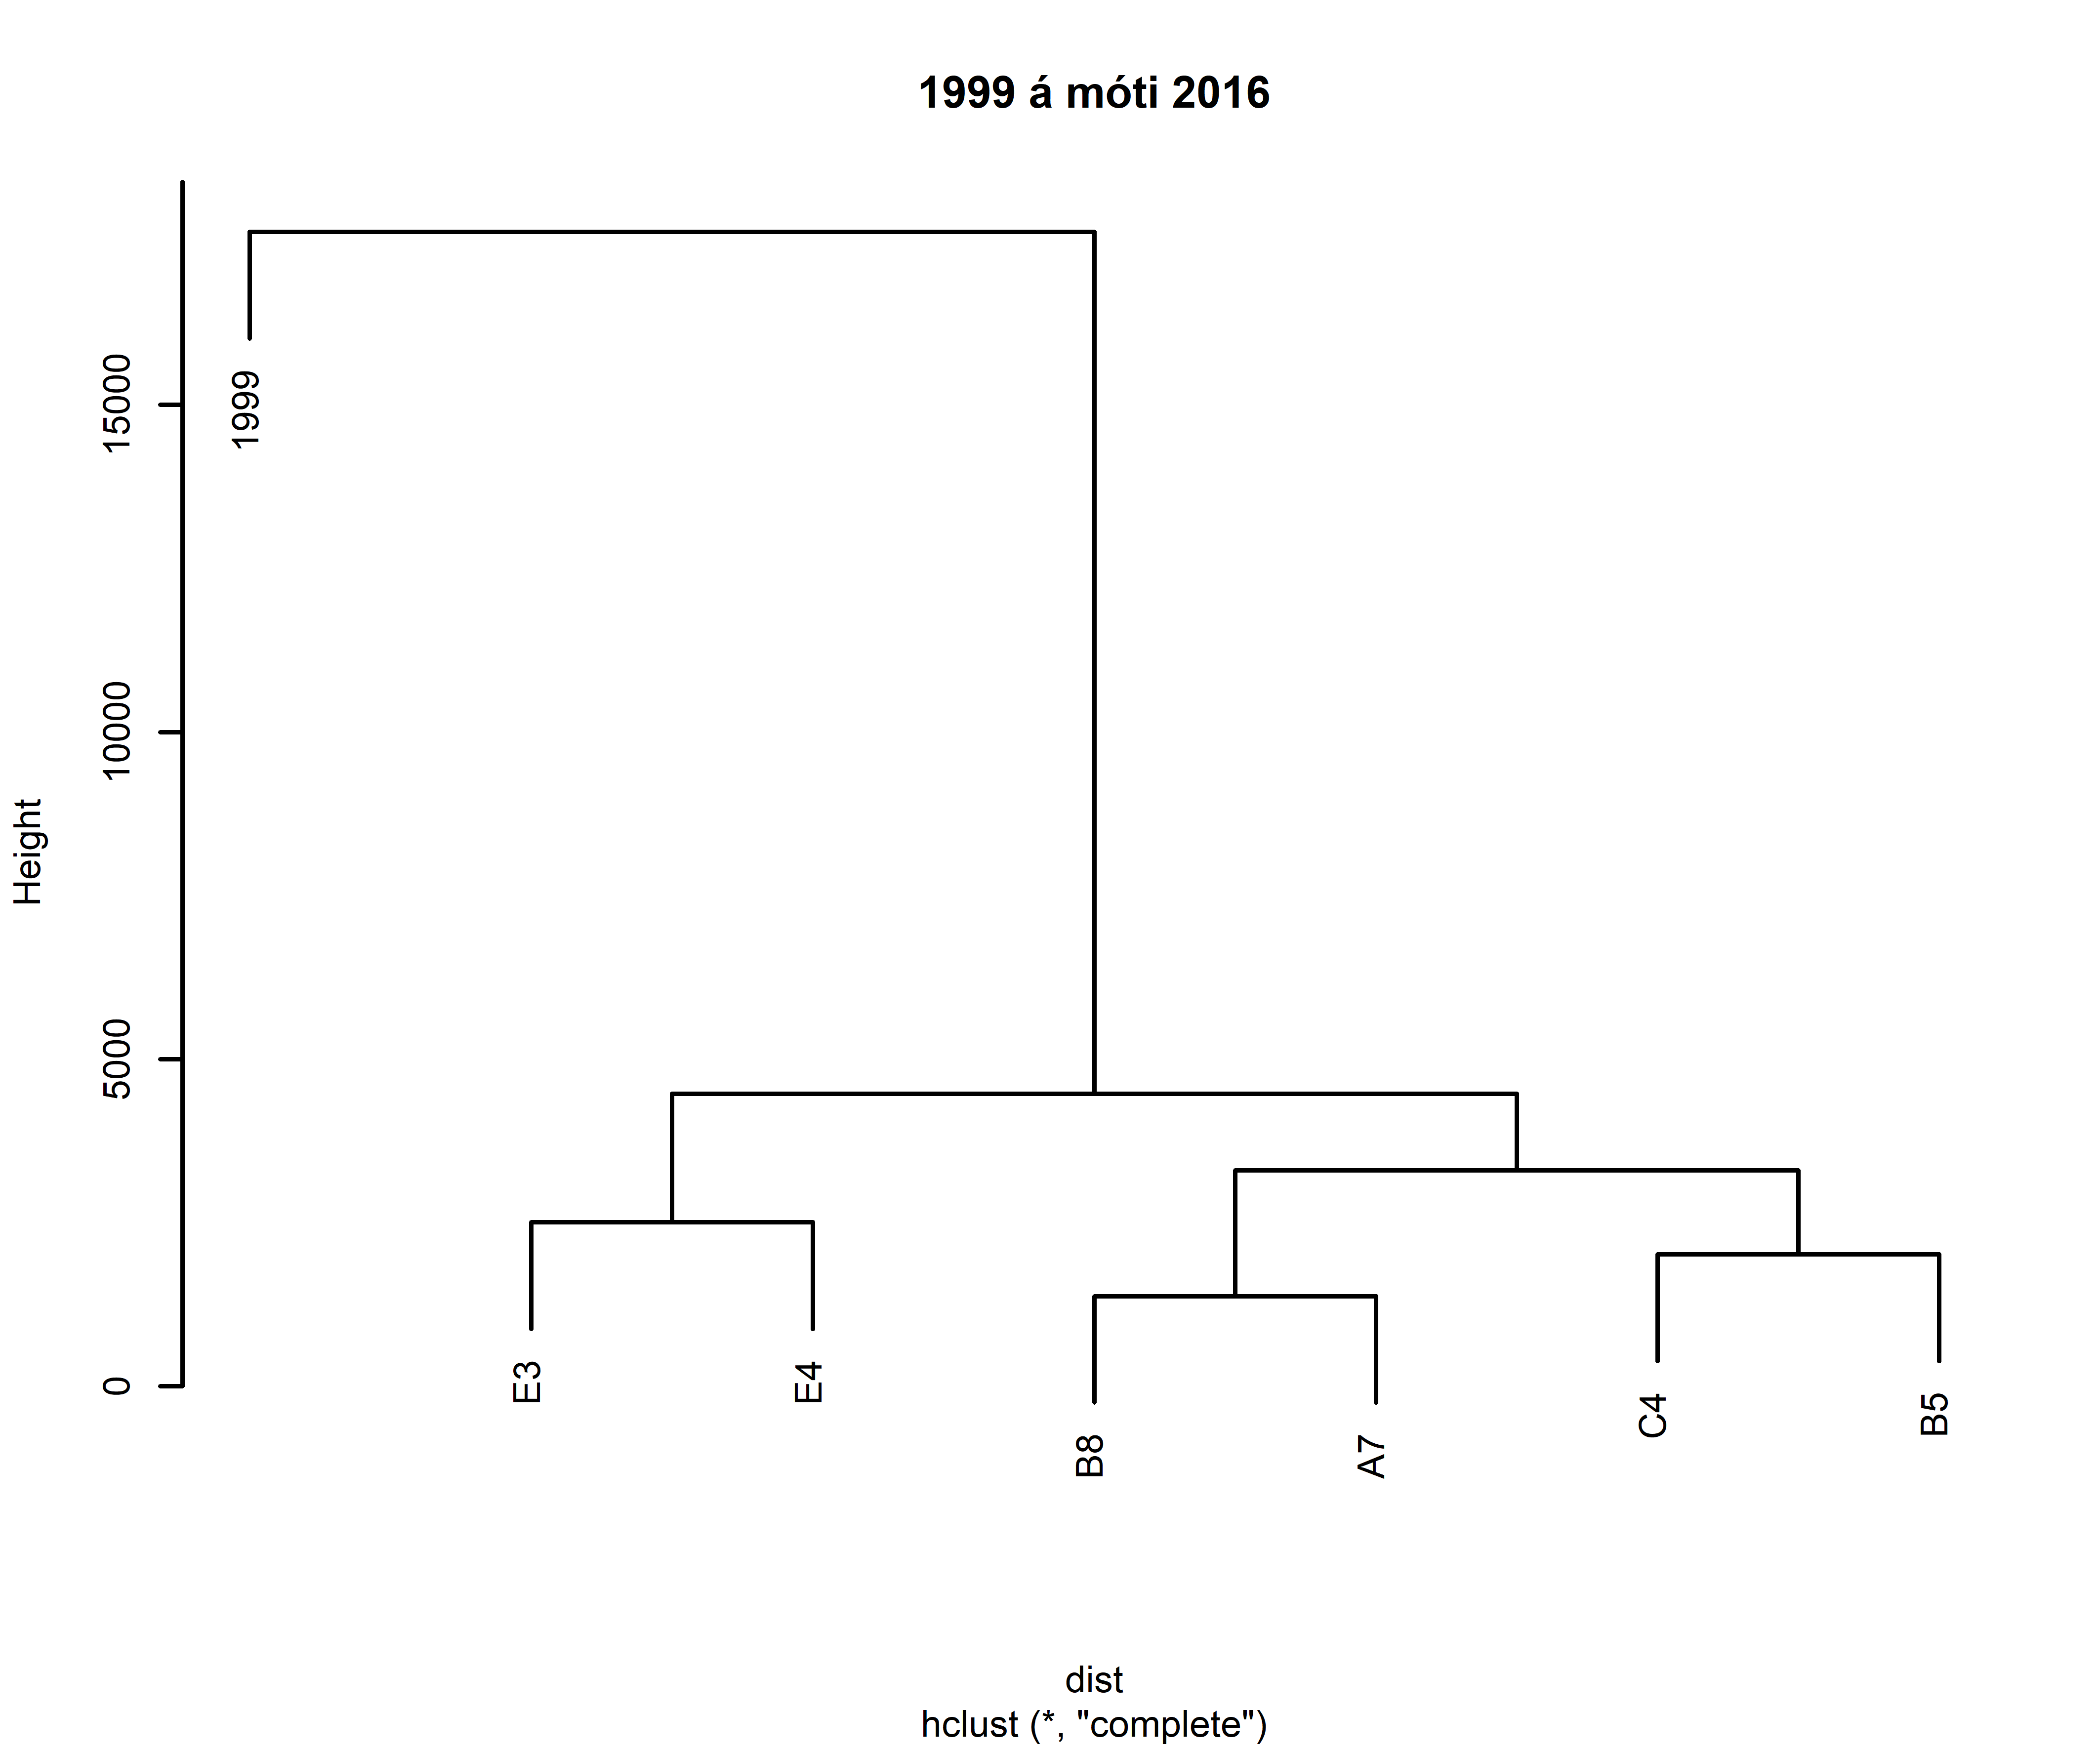 1999 á móti 2016
Height
15000
10000
5000
0
1999
E3
E4
B8
A7
C4
B5
dist
hclust (*, "complete")